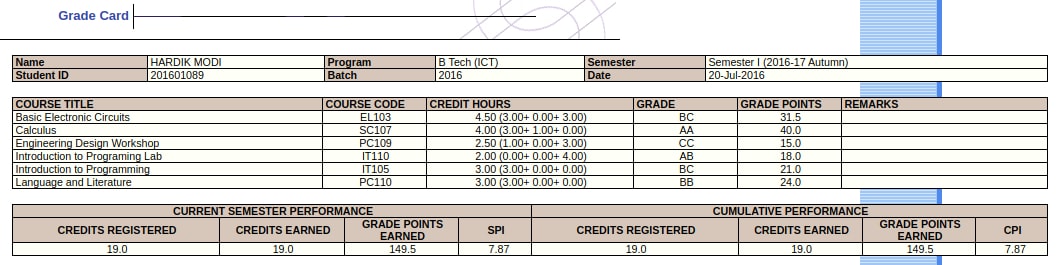 Grade Card
Name HARDIK MODI Program B Tech (ICT) Semester Semester I (2016-17 Autumn)
Student ID 201601089 Batch 2016 Date 20-Jul-2016
COURSE TITLE COURSE CODE CREDIT HOURS GRADE GRADE POINTS REMARKS
Basic Electronic Circuits EL103 4.50 (3.00+ 0.00+ 3.00) BC 31.5
Calculus SC107 4.00 (3.00+ 1.00+ 0.00) AA 40.0
Engineering Design Workshop PC109 2.50 (1.00+ 0.00+ 3.00) CC 15.0
Introduction to Programing Lab IT110 2.00 (0.00+ 0.00+ 4.00) AB 18.0
Introduction to Programming IT105 3.00 (3.00+ 0.00+ 0.00) BC 21.0
Language and Literature PC110 3.00 (3.00+ 0.00+ 0.00) BB 24.0
CURRENT SEMESTER PERFORMANCE CUMULATIVE PERFORMANCE
CREDITS REGISTERED CREDITS EARNED GRADE POINTS EARNED SPI CREDITS REGISTERED CREDITS EARNED GRADE POINTS EARNED CPI
19.0 19.0 149.5 7.87 19.0 19.0 149.5 7.87